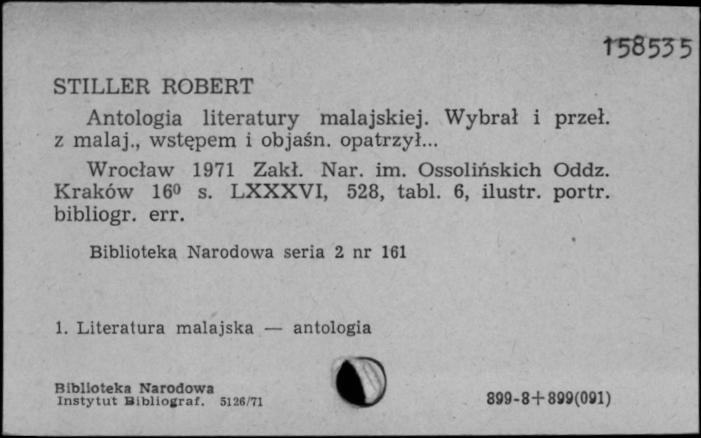 158535
STILLER ROBERT
Antologia literatury malajskiej. Wybrał i przeł.
z malaj., wstępem i objaśn. opatrzył...
Wrocław 1971 Zakł. Nar. im. Ossolińskich Oddz.
Kraków 16⁰ s. LXXXVI, 528, tabl. 6, ilustr. portr.
bibliogr. err.
Biblioteka Narodowa seria 2 nr 161
1. Literatura malajska — antologia
Biblioteka Narodowa
Instytut Bibliograf. 5126/71
899-8+899(091)